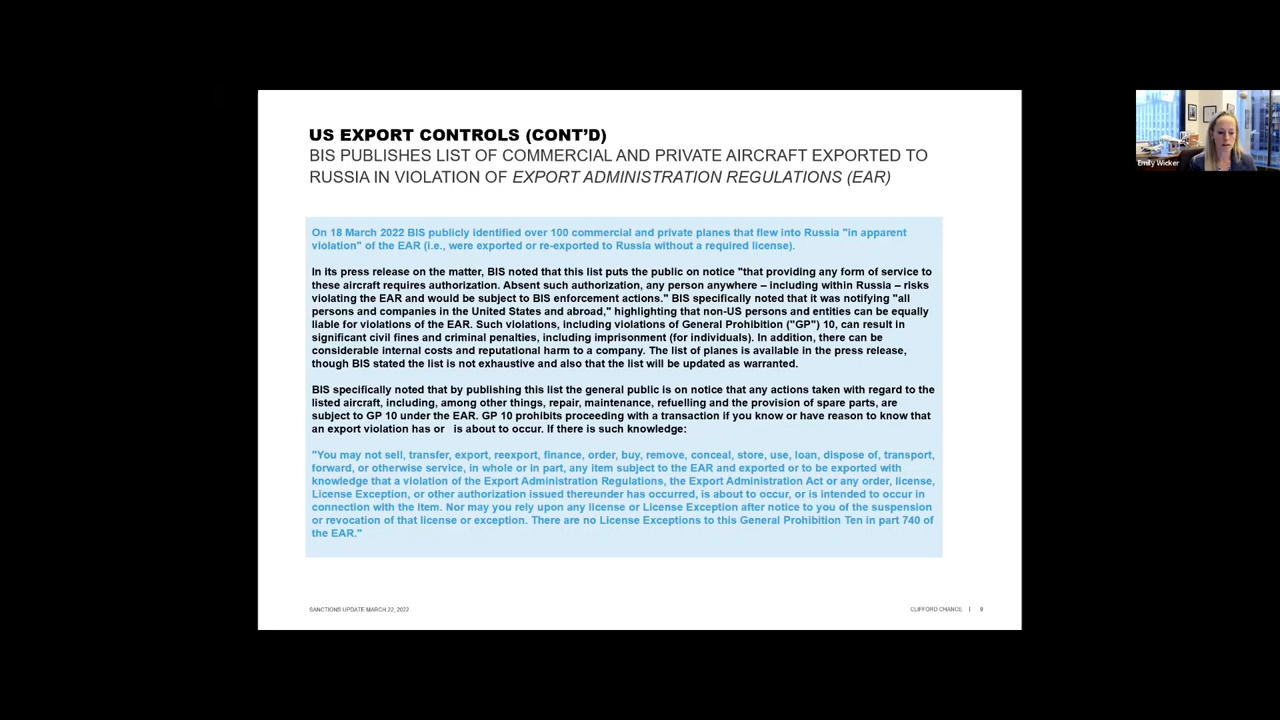 US EXPORT CONTROLS (CONT'D)
BIS PUBLISHES LIST OF COMMERCIAL AND PRIVATE AIRCRAFT EXPORTED TO
RUSSIA IN VIOLATION OF EXPORT ADMINISTRATION REGULATIONS (EAR)
On 18 March 2022 BIS publicly identified over 100 commercial and private planes that flew into Russia "in apparent
violation" of the EAR (i.e., were exported or re-exported to Russia without a required license).
In its press release on the matter, BIS noted that this list puts the public on notice "that providing any form of service to
these aircraft requires authorization. Absent such authorization, any person anywhere – including within Russia – risks
violating the EAR and would be subject to BIS enforcement actions." BIS specifically noted that it was notifying "all
persons and companies in the United States and abroad," highlighting that non-US persons and entities can be equally
liable for violations of the EAR. Such violations, including violations of General Prohibition ("GP") 10, can result in
significant civil fines and criminal penalties, including imprisonment (for individuals). In addition, there can be
considerable internal costs and reputational harm to a company. The list of planes is available in the press release,
though BIS stated the list is not exhaustive and also that the list will be updated as warranted.
BIS specifically noted that by publishing this list the general public is on notice that any actions taken with regard to the
listed aircraft, including, among other things, repair, maintenance, refuelling and the provision of spare parts, are
subject to GP 10 under the EAR. GP 10 prohibits proceeding with a transaction if you know or have reason to know that
an export violation has or is about to occur. If there is such knowledge:
"You may not sell, transfer, export, reexport, finance, order, buy, remove, conceal, store, use, loan, dispose of, transport,
forward, or otherwise service, in whole or in part, any item subject to the EAR and exported or to be exported with
knowledge that a violation of the Export Administration Regulations, the Export Administration Act or any order, license,
License Exception, or other authorization issued thereunder has occurred, is about to occur, or is intended to occur in
connection with the item. Nor may you rely upon any license or License Exception after notice to you of the suspension
or revocation of that license or exception. There are no License Exceptions to this General Prohibition Ten in part 740 of
the EAR."
SANCTIONS UPDATE MARCH 22, 2022
CLIFFORD CHANCE | 9
Emily Wicker